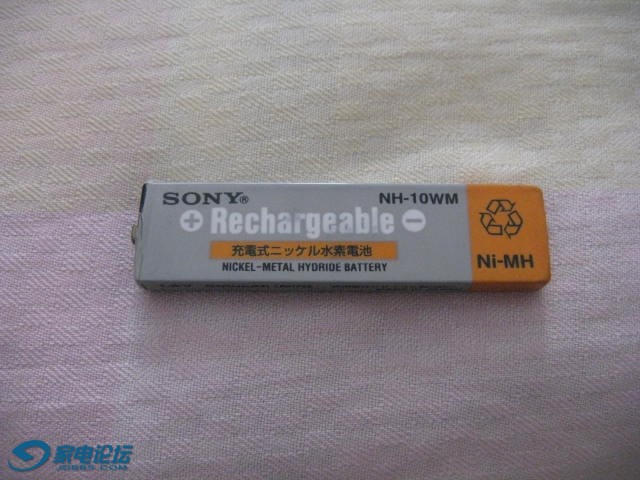 SONY® NH-10WM
+ Rechargeable -
充電式ニッケル水素電池
NICKEL-METAL HYDRIDE BATTERY
Ni-MH
家电论坛
JD885.COM